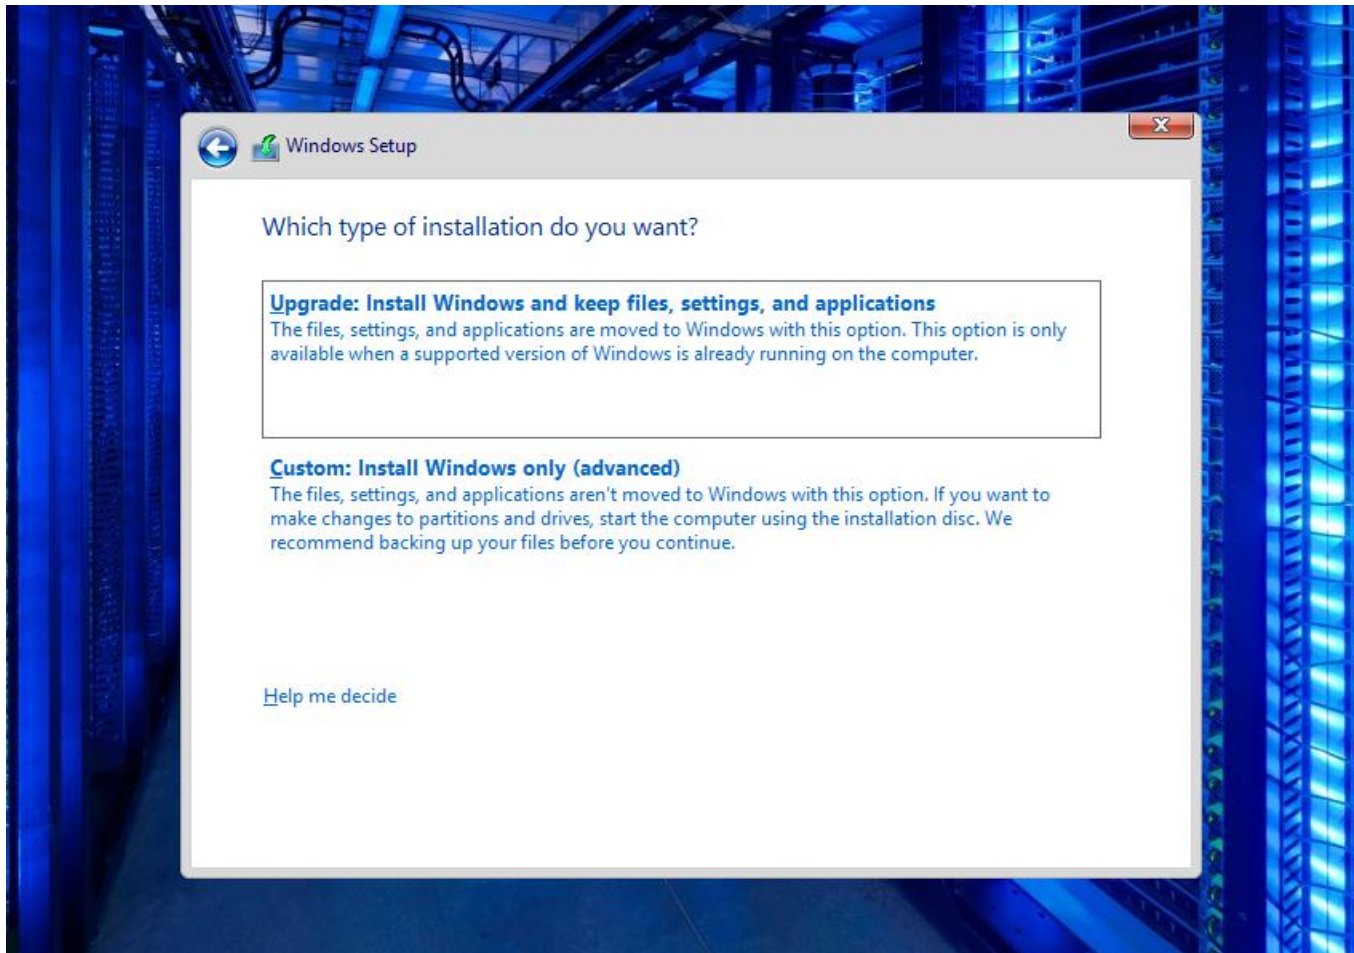 Windows Setup
Which type of installation do you want?
Upgrade: Install Windows and keep files, settings, and applications
The files, settings, and applications are moved to Windows with this option. This option is only
available when a supported version of Windows is already running on the computer.
Custom: Install Windows only (advanced)
The files, settings, and applications aren't moved to Windows with this option. If you want to
make changes to partitions and drives, start the computer using the installation disc. We
recommend backing up your files before you continue.
Help me decide